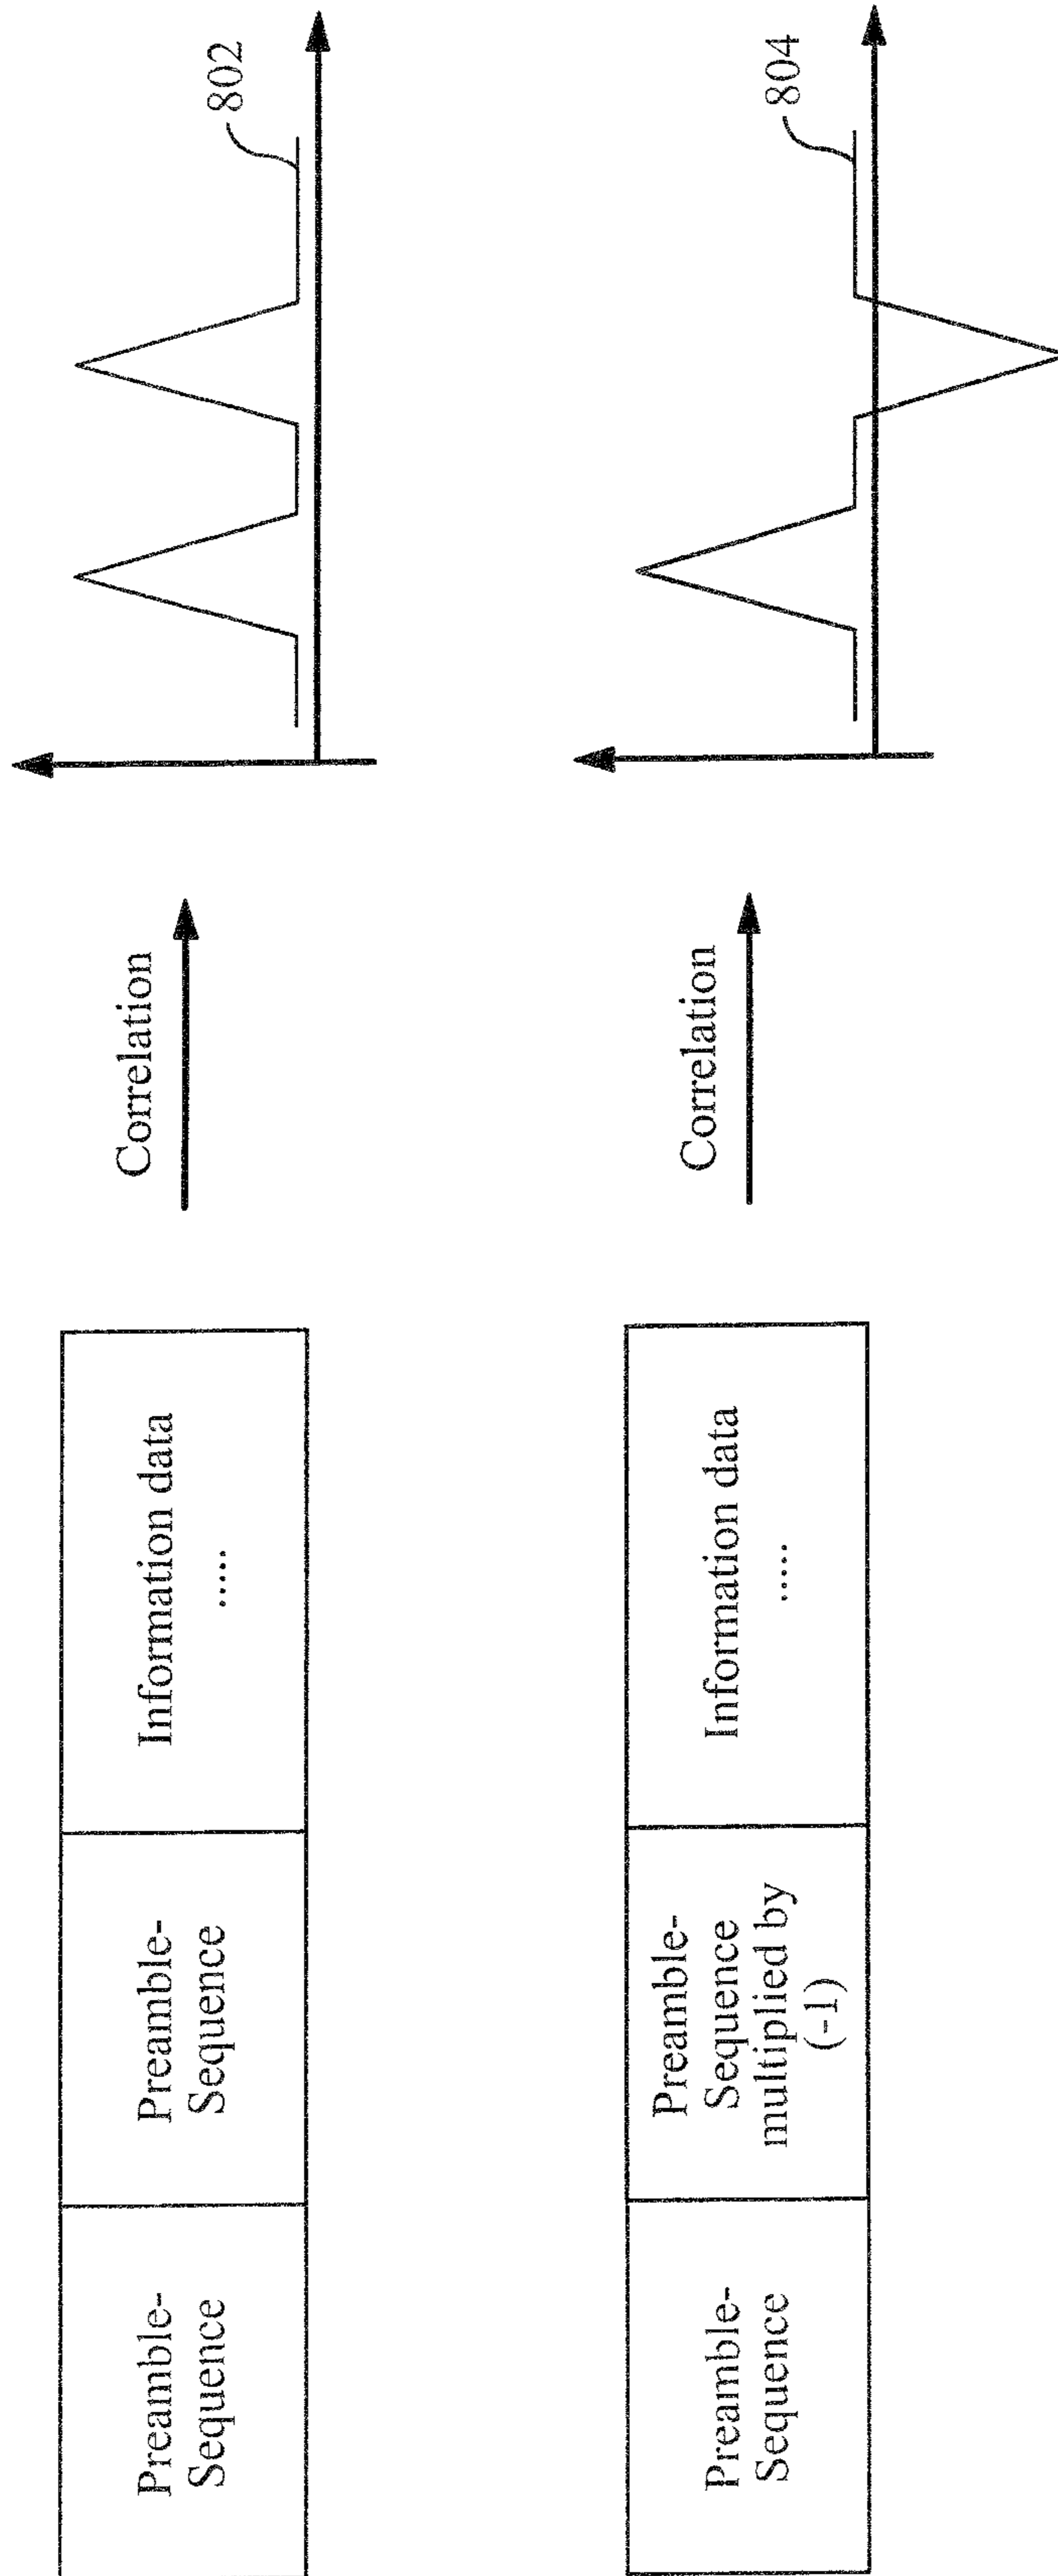 Preamble-
Sequence
Preamble-
Sequence
Information data
.....
Correlation
802
Preamble-
Sequence
Preamble-
Sequence
multiplied by
(-1)
Information data
.....
Correlation
804